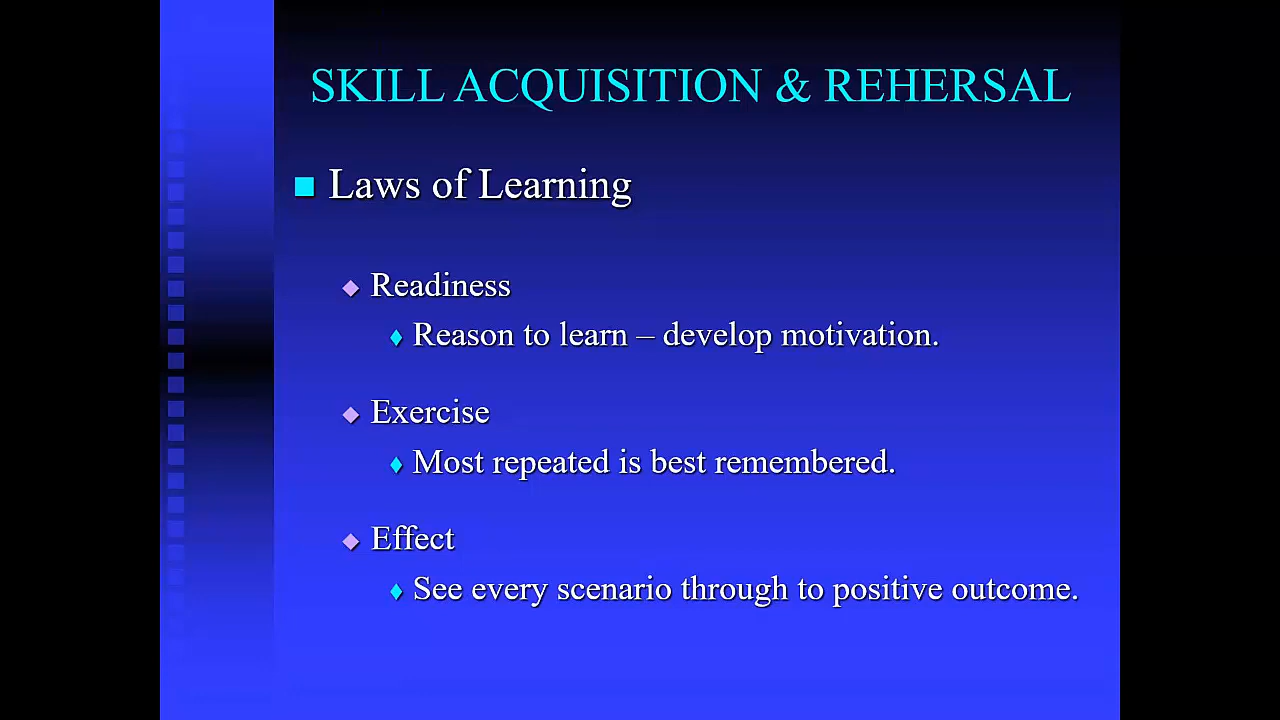 SKILL ACQUISITION & REHERSAL
Laws of Learning
Readiness
Reason to learn – develop motivation.
Exercise
Most repeated is best remembered.
Effect
See every scenario through to positive outcome.